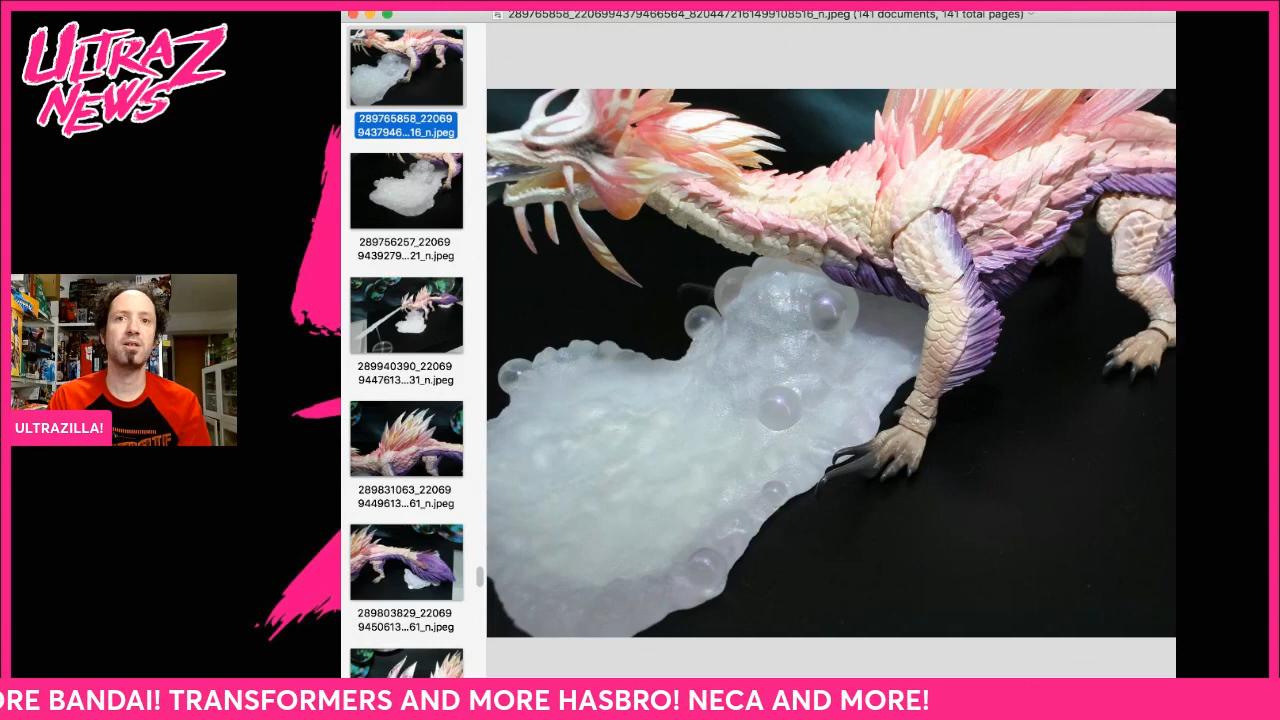 ULTRAZ
NEWS
289765858_2206994379466564_8204472161499108516_n.jpeg (141 documents, 141 total pages)
289765858_22069
9437946...16_n.jpeg
289756257_22069
9439279...21_n.jpeg
289940390_22069
9447613...31_n.jpeg
289831063_22069
9449613...61_n.jpeg
289803829_22069
9450613...61_n.jpeg
ULTRAZILLA!
ORE BANDAI! TRANSFORMERS AND MORE HASBRO! NECA AND MORE!